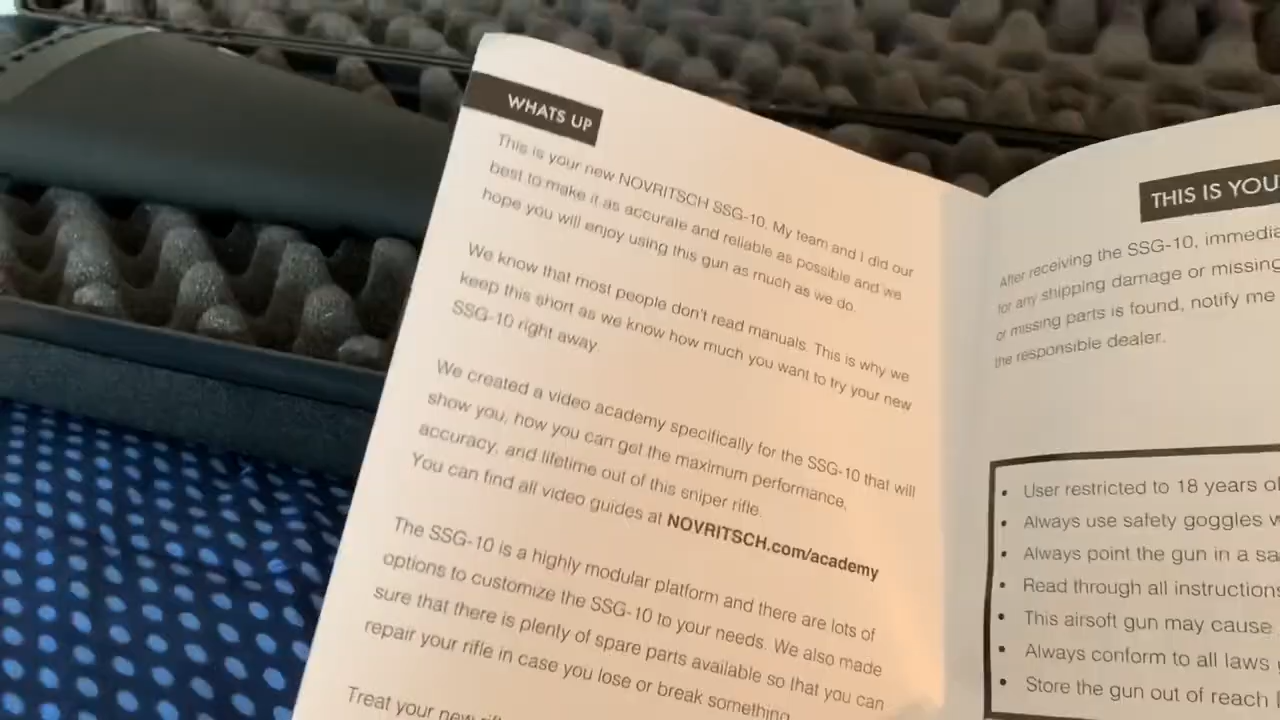 WHATS UP
This is your new NOVRITSCH SSG-10. My team and I did our
best to make it as accurate and reliable as possible and we
hope you will enjoy using this gun as much as we do.
We know that most people don't read manuals. This is why we
keep this short as we know how much you want to try your new
SSG-10 right away.
We created a video academy specifically for the SSG-10 that will
show you, how you can get the maximum performance,
accuracy, and lifetime out of this sniper rifle.
You can find all video guides at NOVRITSCH.com/academy
The SSG-10 is a highly modular platform and there are lots of
options to customize the SSG-10 to your needs. We also made
sure that there is plenty of spare parts available so that you can
repair your rifle in case you lose or break something
Treat your new
THIS IS YOU
After receiving the SSG-10,
for any shipping damage or missing
or missing parts is found, notify me
the responsible dealer.
• User restricted to 18 years
• Always use safety goggles
• Always point the gun in a
• Read through all instructions
• This airsoft gun may cause
• Always conform to all laws
• Store the gun out of reach